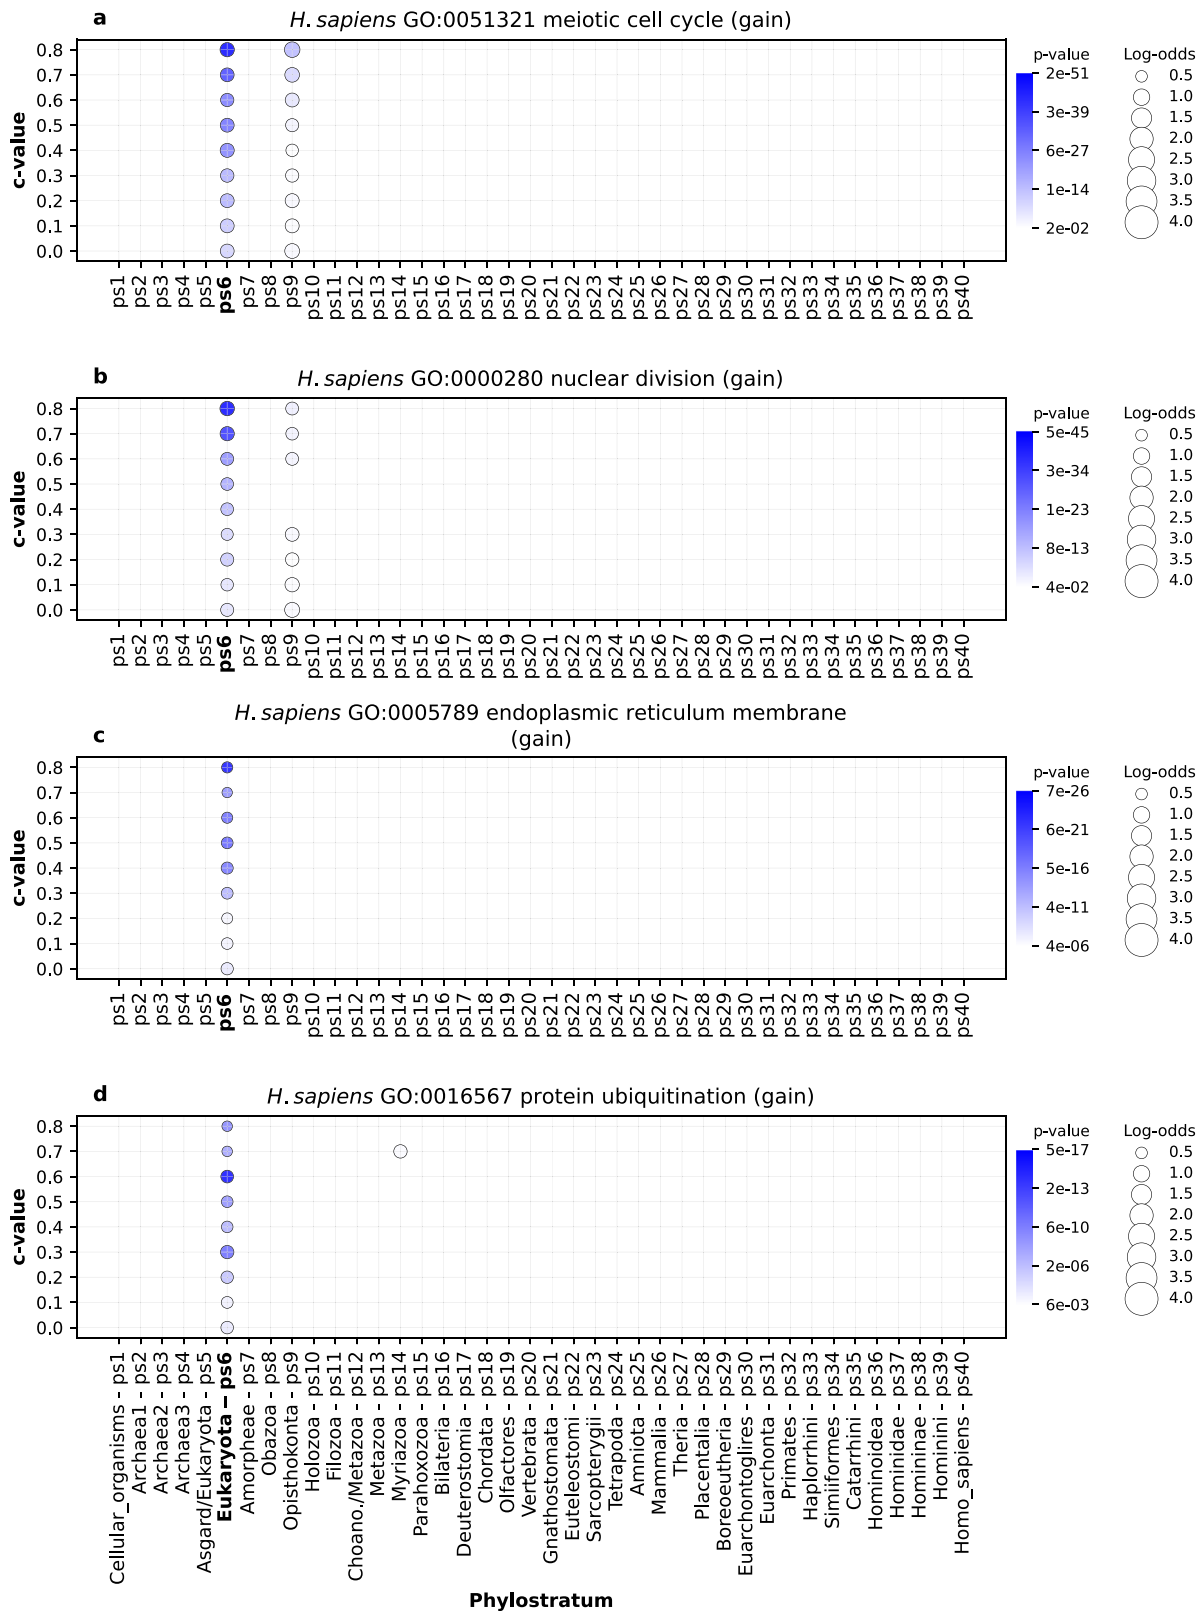 a
H. sapiens GO:0051321 meiotic cell cycle (gain)
c-value
0.8
0.7
0.6
0.5
0.4
0.3
0.2
0.1
0.0
ps1 ps2 ps3 ps4 ps5 ps6 ps7 ps8 ps9 ps10 ps11 ps12 ps13 ps14 ps15 ps16 ps17 ps18 ps19 ps20 ps21 ps22 ps23 ps24 ps25 ps26 ps27 ps28 ps29 ps30 ps31 ps32 ps33 ps34 ps35 ps36 ps37 ps38 ps39 ps40
p-value
2e-51
3e-39
6e-27
1e-14
2e-02
Log-odds
0.5
1.0
1.5
2.0
2.5
3.0
3.5
4.0
b
H. sapiens GO:0000280 nuclear division (gain)
c-value
0.8
0.7
0.6
0.5
0.4
0.3
0.2
0.1
0.0
ps1 ps2 ps3 ps4 ps5 ps6 ps7 ps8 ps9 ps10 ps11 ps12 ps13 ps14 ps15 ps16 ps17 ps18 ps19 ps20 ps21 ps22 ps23 ps24 ps25 ps26 ps27 ps28 ps29 ps30 ps31 ps32 ps33 ps34 ps35 ps36 ps37 ps38 ps39 ps40
p-value
5e-45
3e-34
1e-23
8e-13
4e-02
Log-odds
0.5
1.0
1.5
2.0
2.5
3.0
3.5
4.0
c
H. sapiens GO:0005789 endoplasmic reticulum membrane
(gain)
c-value
0.8
0.7
0.6
0.5
0.4
0.3
0.2
0.1
0.0
ps1 ps2 ps3 ps4 ps5 ps6 ps7 ps8 ps9 ps10 ps11 ps12 ps13 ps14 ps15 ps16 ps17 ps18 ps19 ps20 ps21 ps22 ps23 ps24 ps25 ps26 ps27 ps28 ps29 ps30 ps31 ps32 ps33 ps34 ps35 ps36 ps37 ps38 ps39 ps40
p-value
7e-26
6e-21
5e-16
4e-11
4e-06
Log-odds
0.5
1.0
1.5
2.0
2.5
3.0
3.5
4.0
d
H. sapiens GO:0016567 protein ubiquitination (gain)
c-value
0.8
0.7
0.6
0.5
0.4
0.3
0.2
0.1
0.0
p-value
5e-17
2e-13
6e-10
2e-06
6e-03
Log-odds
0.5
1.0
1.5
2.0
2.5
3.0
3.5
4.0
Cellular_organisms – ps1
Archaea1 – ps2
Archaea2 – ps3
Archaea3 – ps4
Asgard/Eukaryota – ps5
Eukaryota – ps6
Amorpheae – ps7
Obazoa – ps8
Opisthokonta – ps9
Holozoa – ps10
Filozoa – ps11
Choano./Metazoa – ps12
Metazoa – ps13
Myriazoa – ps14
Parahoxozoa – ps15
Bilateria – ps16
Deuterostomia – ps17
Chordata – ps18
Olfactores – ps19
Vertebrata – ps20
Gnathostomata – ps21
Euteleostomi – ps22
Sarcopterygii – ps23
Tetrapoda – ps24
Amniota – ps25
Mammalia – ps26
Theria – ps27
Placentalia – ps28
Boreoeutheria – ps29
Euarchontoglires – ps30
Euarchonta – ps31
Primates – ps32
Haplorrhini – ps33
Simiiformes – ps34
Catarrhini – ps35
Hominoidea – ps36
Hominidae – ps37
Homininae – ps38
Hominini – ps39
Homo_sapiens – ps40
Phylostratum